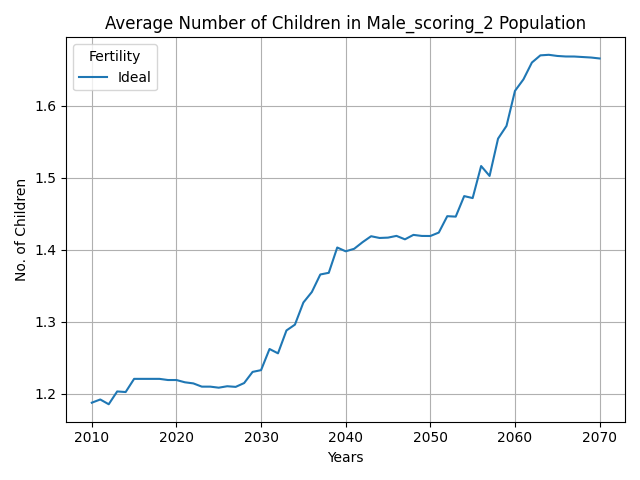 Average Number of Children in Male_scoring_2 Population
Fertility
Ideal
No. of Children
1.6
1.5
1.4
1.3
1.2
2010 2020 2030 2040 2050 2060 2070
Years